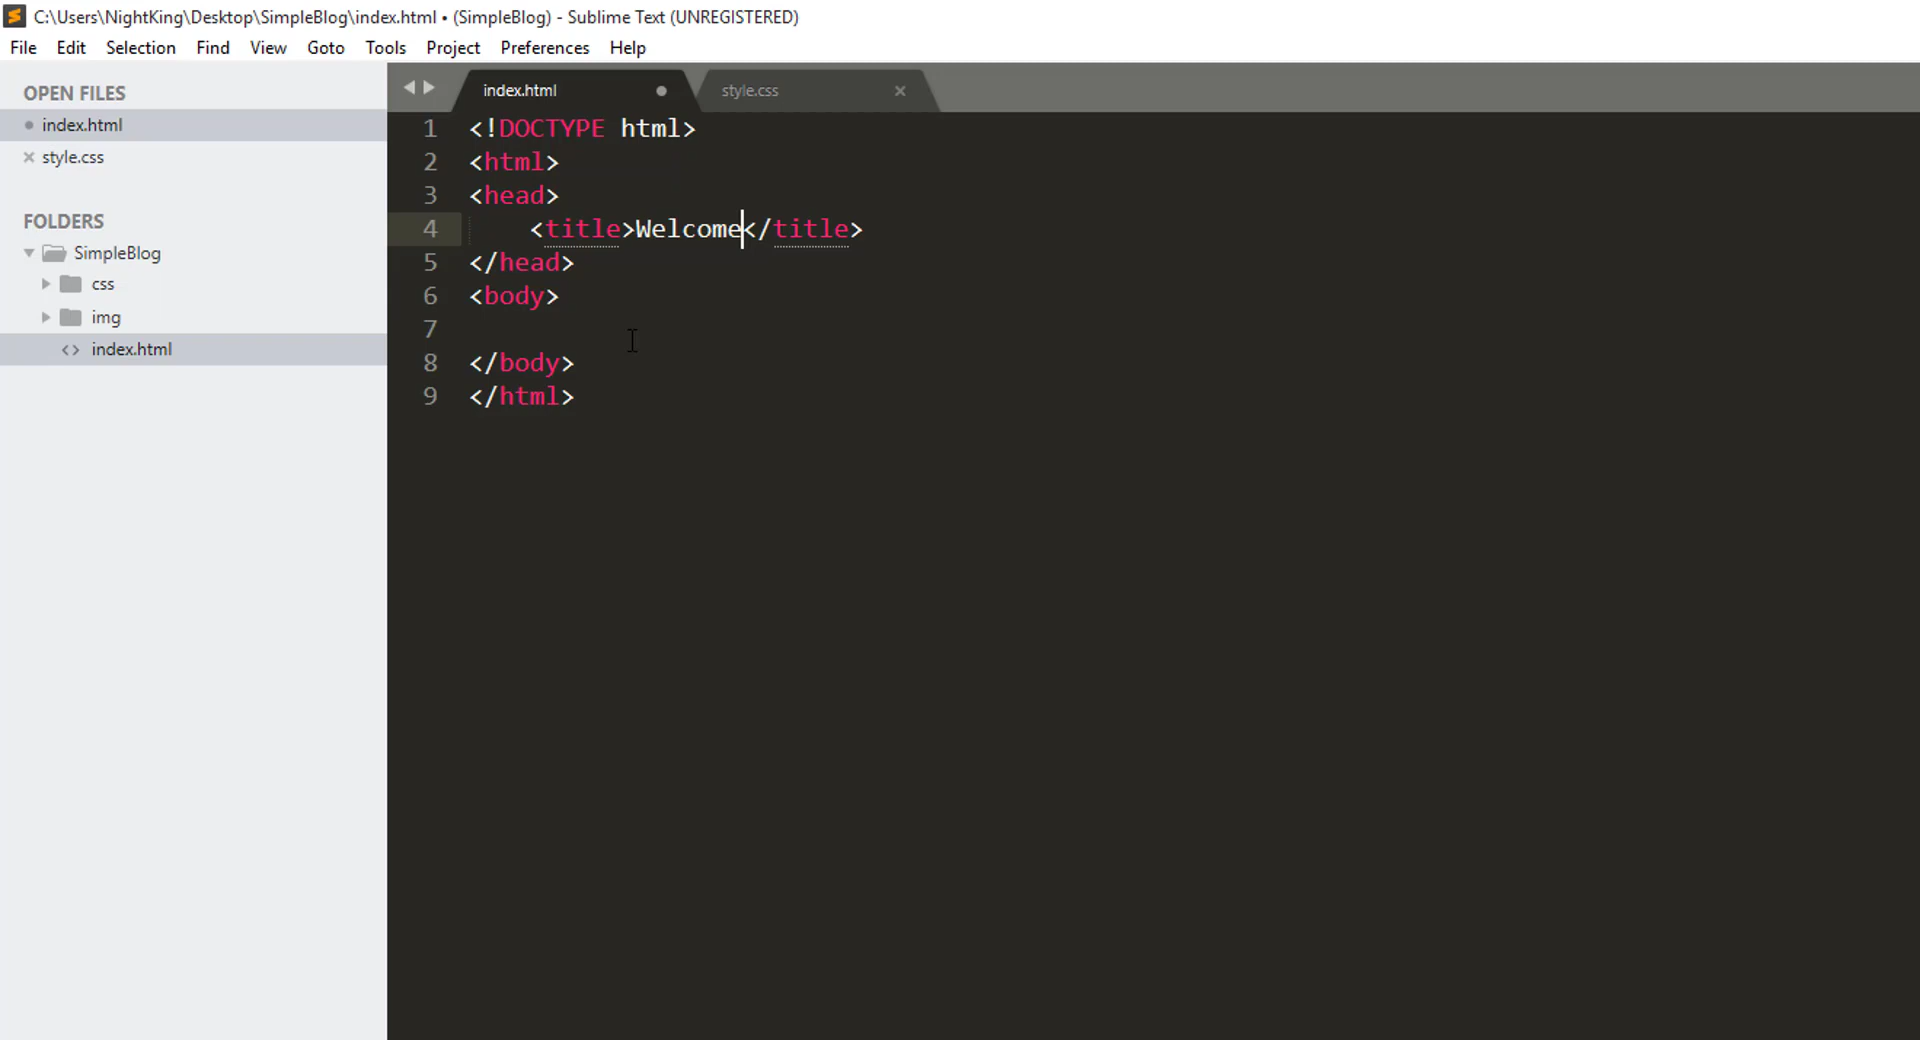 C:\Users\NightKing\Desktop\SimpleBlog\index.html • (SimpleBlog) - Sublime Text (UNREGISTERED)
File Edit Selection Find View Goto Tools Project Preferences Help
OPEN FILES
index.html
style.css
FOLDERS
SimpleBlog
css
img
index.html
index.html style.css
1 <!DOCTYPE html>
2 <html>
3 <head>
4 <title>Welcome</title>
5 </head>
6 <body>
7
8 </body>
9 </html>